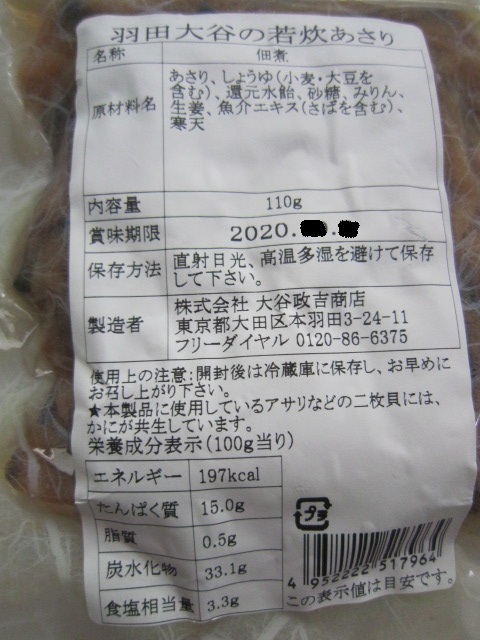 羽田大谷の若炊あさり
名称 佃煮
原材料名 あさり、しょうゆ(小麦・大豆を
含む)、還元水飴、砂糖、みりん、
生姜、魚介エキス(さばを含む)、
寒天
内容量 110g
賞味期限 2020.
保存方法 直射日光、高温多湿を避けて保存
して下さい。
製造者 株式会社 大谷政吉商店
東京都大田区本羽田3-24-11
フリーダイヤル 0120-86-6375
使用上の注意:開封後は冷蔵庫に保存し、お早めに
お召し上がり下さい。
★本製品に使用しているアサリなどの二枚貝には、
かにが共生しています。
栄養成分表示(100g当り)
エネルギー 197kcal
たんぱく質 15.0g
脂質 0.5g
炭水化物 33.1g
食塩相当量 3.3g
プラ
4 952222 517964
この表示値は目安です。